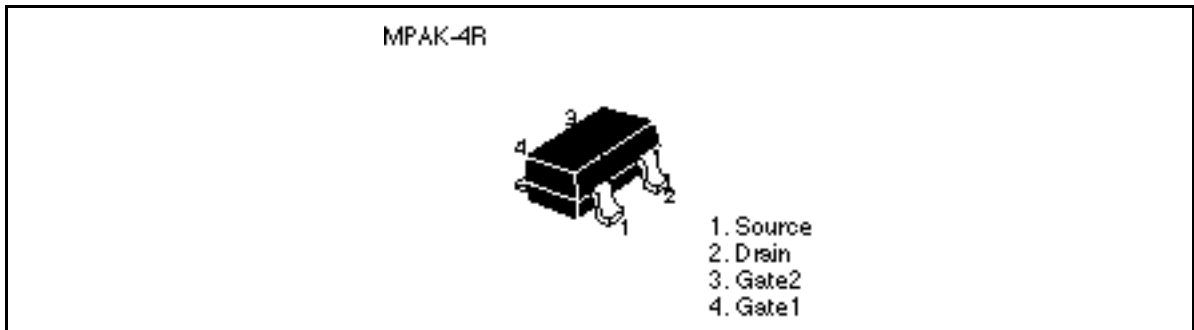 MPAK-4R
3
4
2
1
1. Source
2. Drain
3. Gate2
4. Gate1